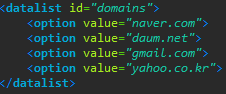 <datalist id="domains">
<option value="naver.com">
<option value="daum.net">
<option value="gmail.com">
<option value="yahoo.co.kr">
</datalist>